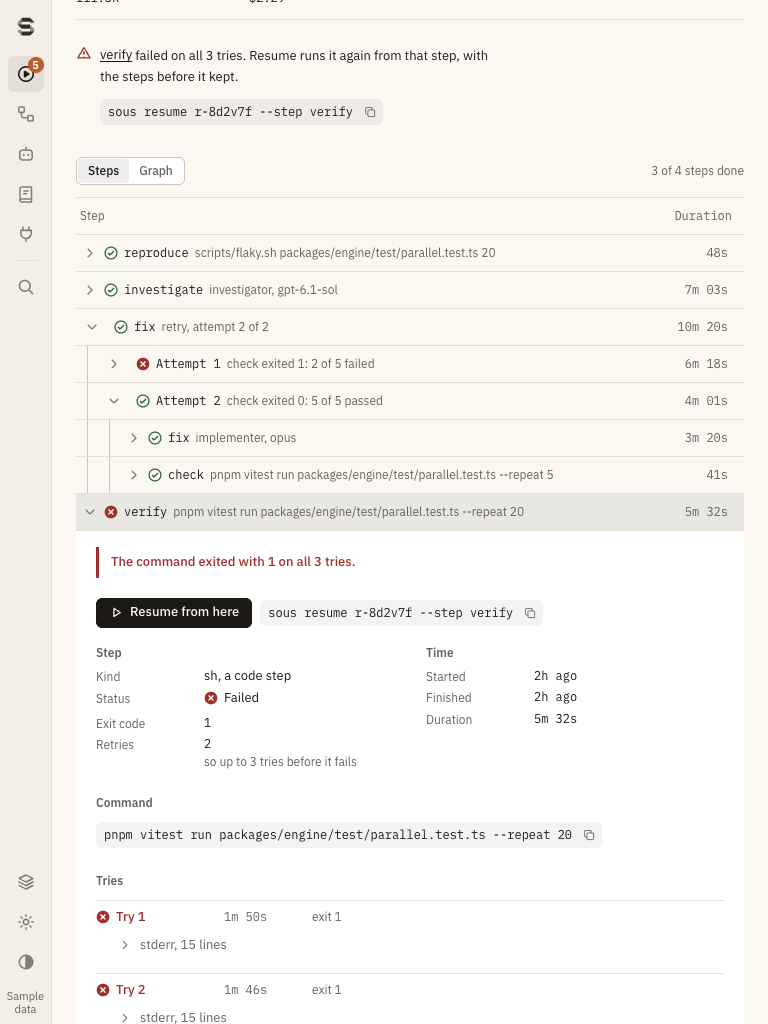 5
verify failed on all 3 tries. Resume runs it again from that step, with
the steps before it kept.
sous resume r-8d2v7f --step verify
Steps Graph 3 of 4 steps done
Step Duration
reproduce scripts/flaky.sh packages/engine/test/parallel.test.ts 20 48s
investigate investigator, gpt-6.1-sol 7m 03s
fix retry, attempt 2 of 2 10m 20s
Attempt 1 check exited 1: 2 of 5 failed 6m 18s
Attempt 2 check exited 0: 5 of 5 passed 4m 01s
fix implementer, opus 3m 20s
check pnpm vitest run packages/engine/test/parallel.test.ts --repeat 5 41s
verify pnpm vitest run packages/engine/test/parallel.test.ts --repeat 20 5m 32s
The command exited with 1 on all 3 tries.
Resume from here sous resume r-8d2v7f --step verify
Step Time
Kind sh, a code step Started 2h ago
Status Failed Finished 2h ago
Exit code 1 Duration 5m 32s
Retries 2
so up to 3 tries before it fails
Command
pnpm vitest run packages/engine/test/parallel.test.ts --repeat 20
Tries
Try 1 1m 50s exit 1
stderr, 15 lines
Try 2 1m 46s exit 1
stderr, 15 lines
Sample
data